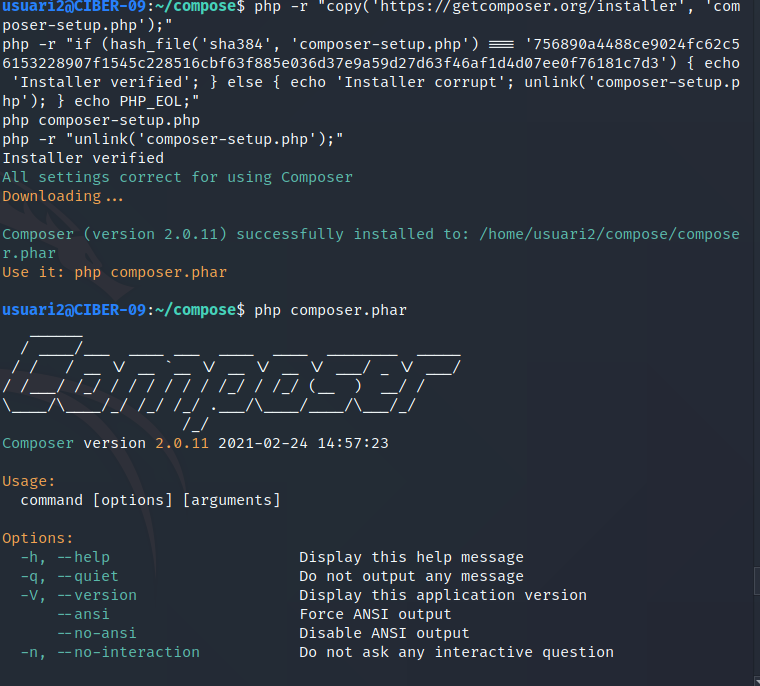 usuari2@CIBER-09:~/compose$ php -r "copy('https://getcomposer.org/installer', 'com
poser-setup.php');"
php -r "if (hash_file('sha384', 'composer-setup.php') === '756890a4488ce9024fc62c5
6153228907f1545c228516cbf63f885e036d37e9a59d27d63f46af1d4d07ee0f76181c7d3') { echo
 'Installer verified'; } else { echo 'Installer corrupt'; unlink('composer-setup.p
hp'); } echo PHP_EOL;"
php composer-setup.php
php -r "unlink('composer-setup.php');"
Installer verified
All settings correct for using Composer
Downloading...
Composer (version 2.0.11) successfully installed to: /home/usuari2/compose/compose
r.phar
Use it: php composer.phar
usuari2@CIBER-09:~/compose$ php composer.phar
Composer
Composer version 2.0.11 2021-02-24 14:57:23
Usage:
  command [options] [arguments]
Options:
  -h, --help                     Display this help message
  -q, --quiet                    Do not output any message
  -V, --version                  Display this application version
      --ansi                     Force ANSI output
      --no-ansi                  Disable ANSI output
  -n, --no-interaction           Do not ask any interactive question